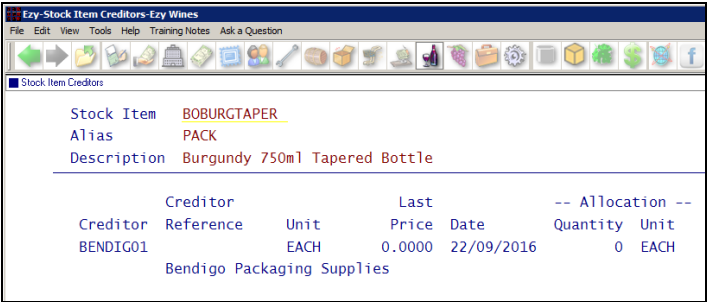 Ezy-Stock Item Creditors-Ezy Wines
File Edit View Tools Help Training Notes Ask a Question
Stock Item Creditors
Stock Item BOBURGTAPER
Alias PACK
Description Burgundy 750ml Tapered Bottle
Creditor Last -- Allocation --
Creditor Reference Unit Price Date Quantity Unit
BENDIG01 EACH 0.0000 22/09/2016 0 EACH
Bendigo Packaging Supplies